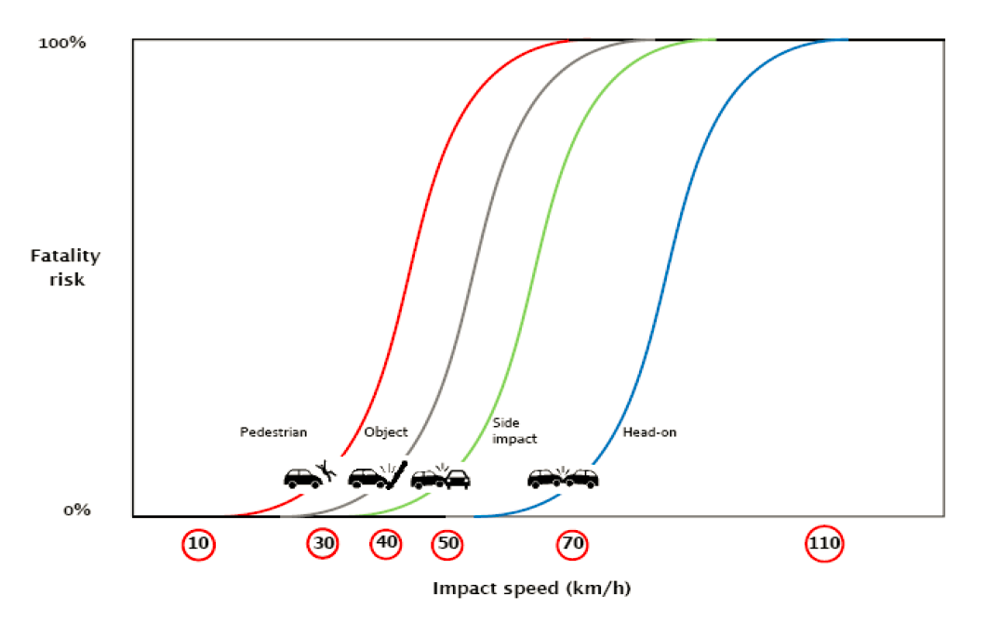 100%
Fatality
risk
Pedestrian
Object
Side
impact
Head-on
0%
10
30
40
50
70
110
Impact speed (km/h)